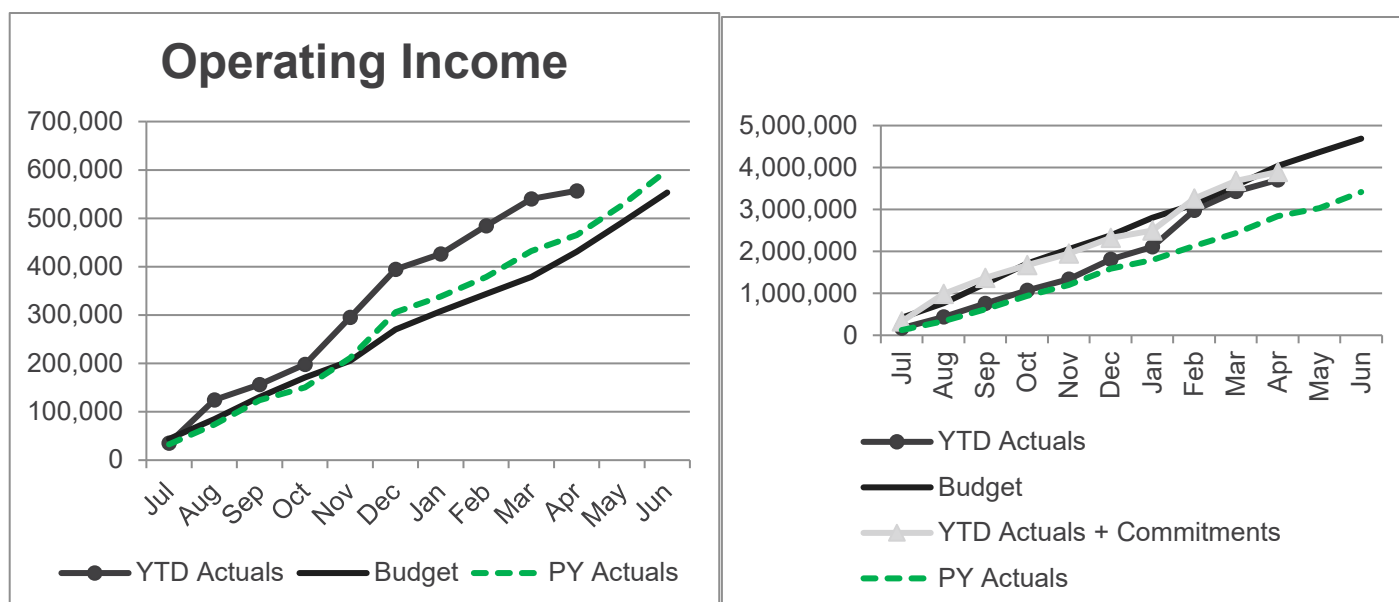 Operating Income
700,000
600,000
500,000
400,000
300,000
200,000
100,000
0
Jul Aug Sep Oct Nov Dec Jan Feb Mar Apr May Jun
YTD Actuals Budget PY Actuals
5,000,000
4,000,000
3,000,000
2,000,000
1,000,000
0
Jul Aug Sep Oct Nov Dec Jan Feb Mar Apr May Jun
YTD Actuals
Budget
YTD Actuals + Commitments
PY Actuals